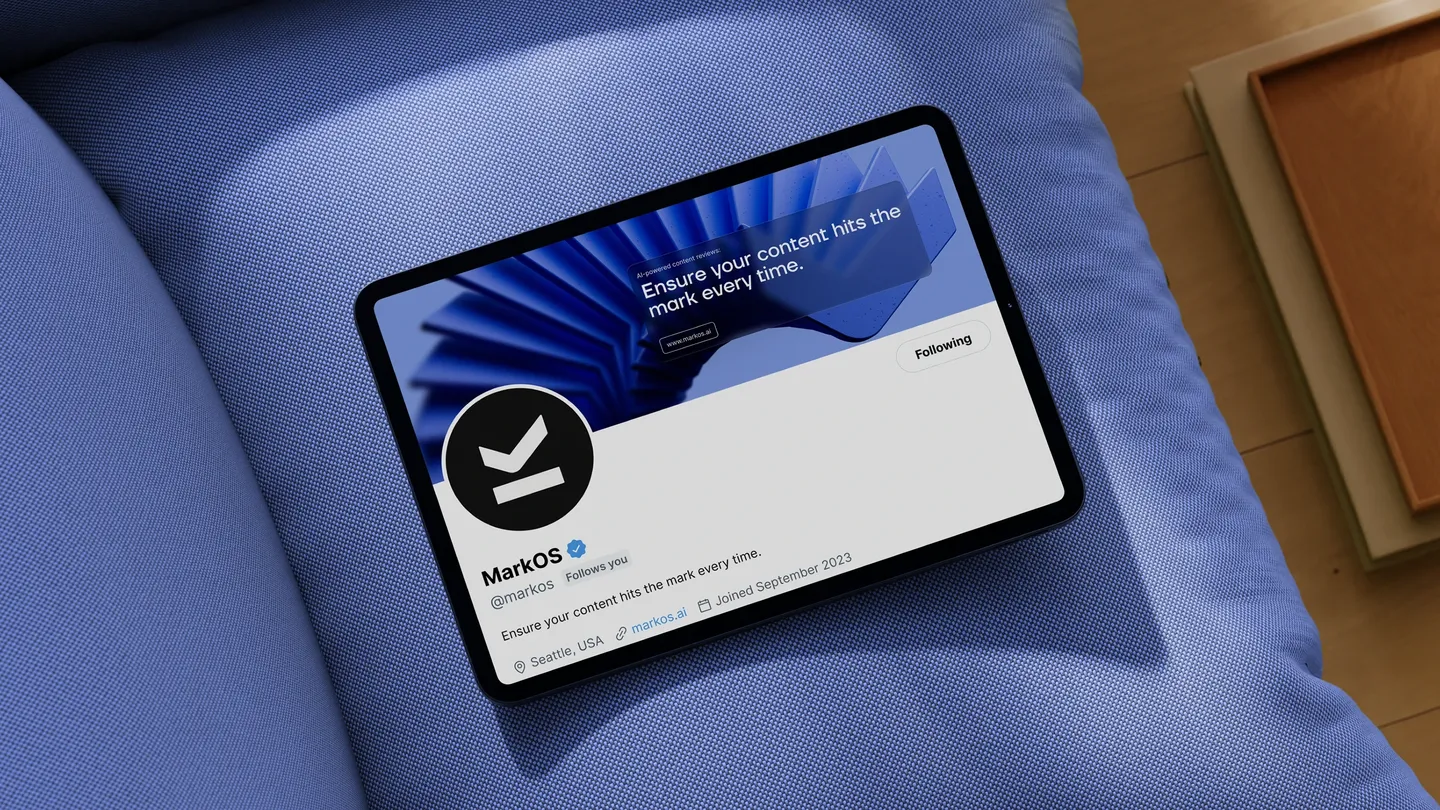 AI-powered content reviews:
Ensure your content hits the
mark every time.
www.markos.ai
Following
MarkOS
@markos Follows you
Ensure your content hits the mark every time.
Seattle, USA markos.ai Joined September 2023